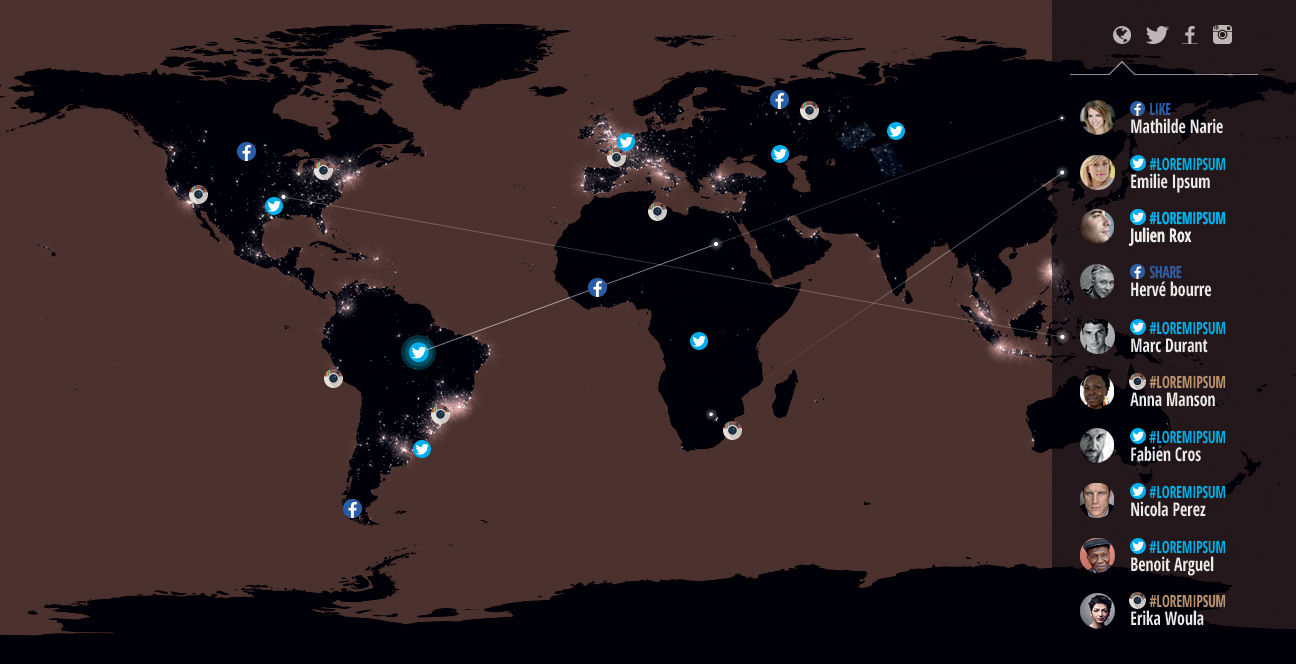 LIKE
Mathilde Narie
#LOREMIPSUM
Emilie Ipsum
#LOREMIPSUM
Julien Rox
SHARE
Hervé bourre
#LOREMIPSUM
Marc Durant
#LOREMIPSUM
Anna Manson
#LOREMIPSUM
Fabien Cros
#LOREMIPSUM
Nicola Perez
#LOREMIPSUM
Benoit Arguel
#LOREMIPSUM
Erika Woula